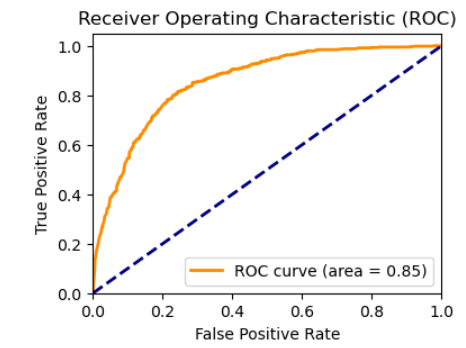 Receiver Operating Characteristic (ROC)
True Positive Rate
1.0
0.8
0.6
0.4
0.2
0.0
ROC curve (area = 0.85)
0.0 0.2 0.4 0.6 0.8 1.0
False Positive Rate